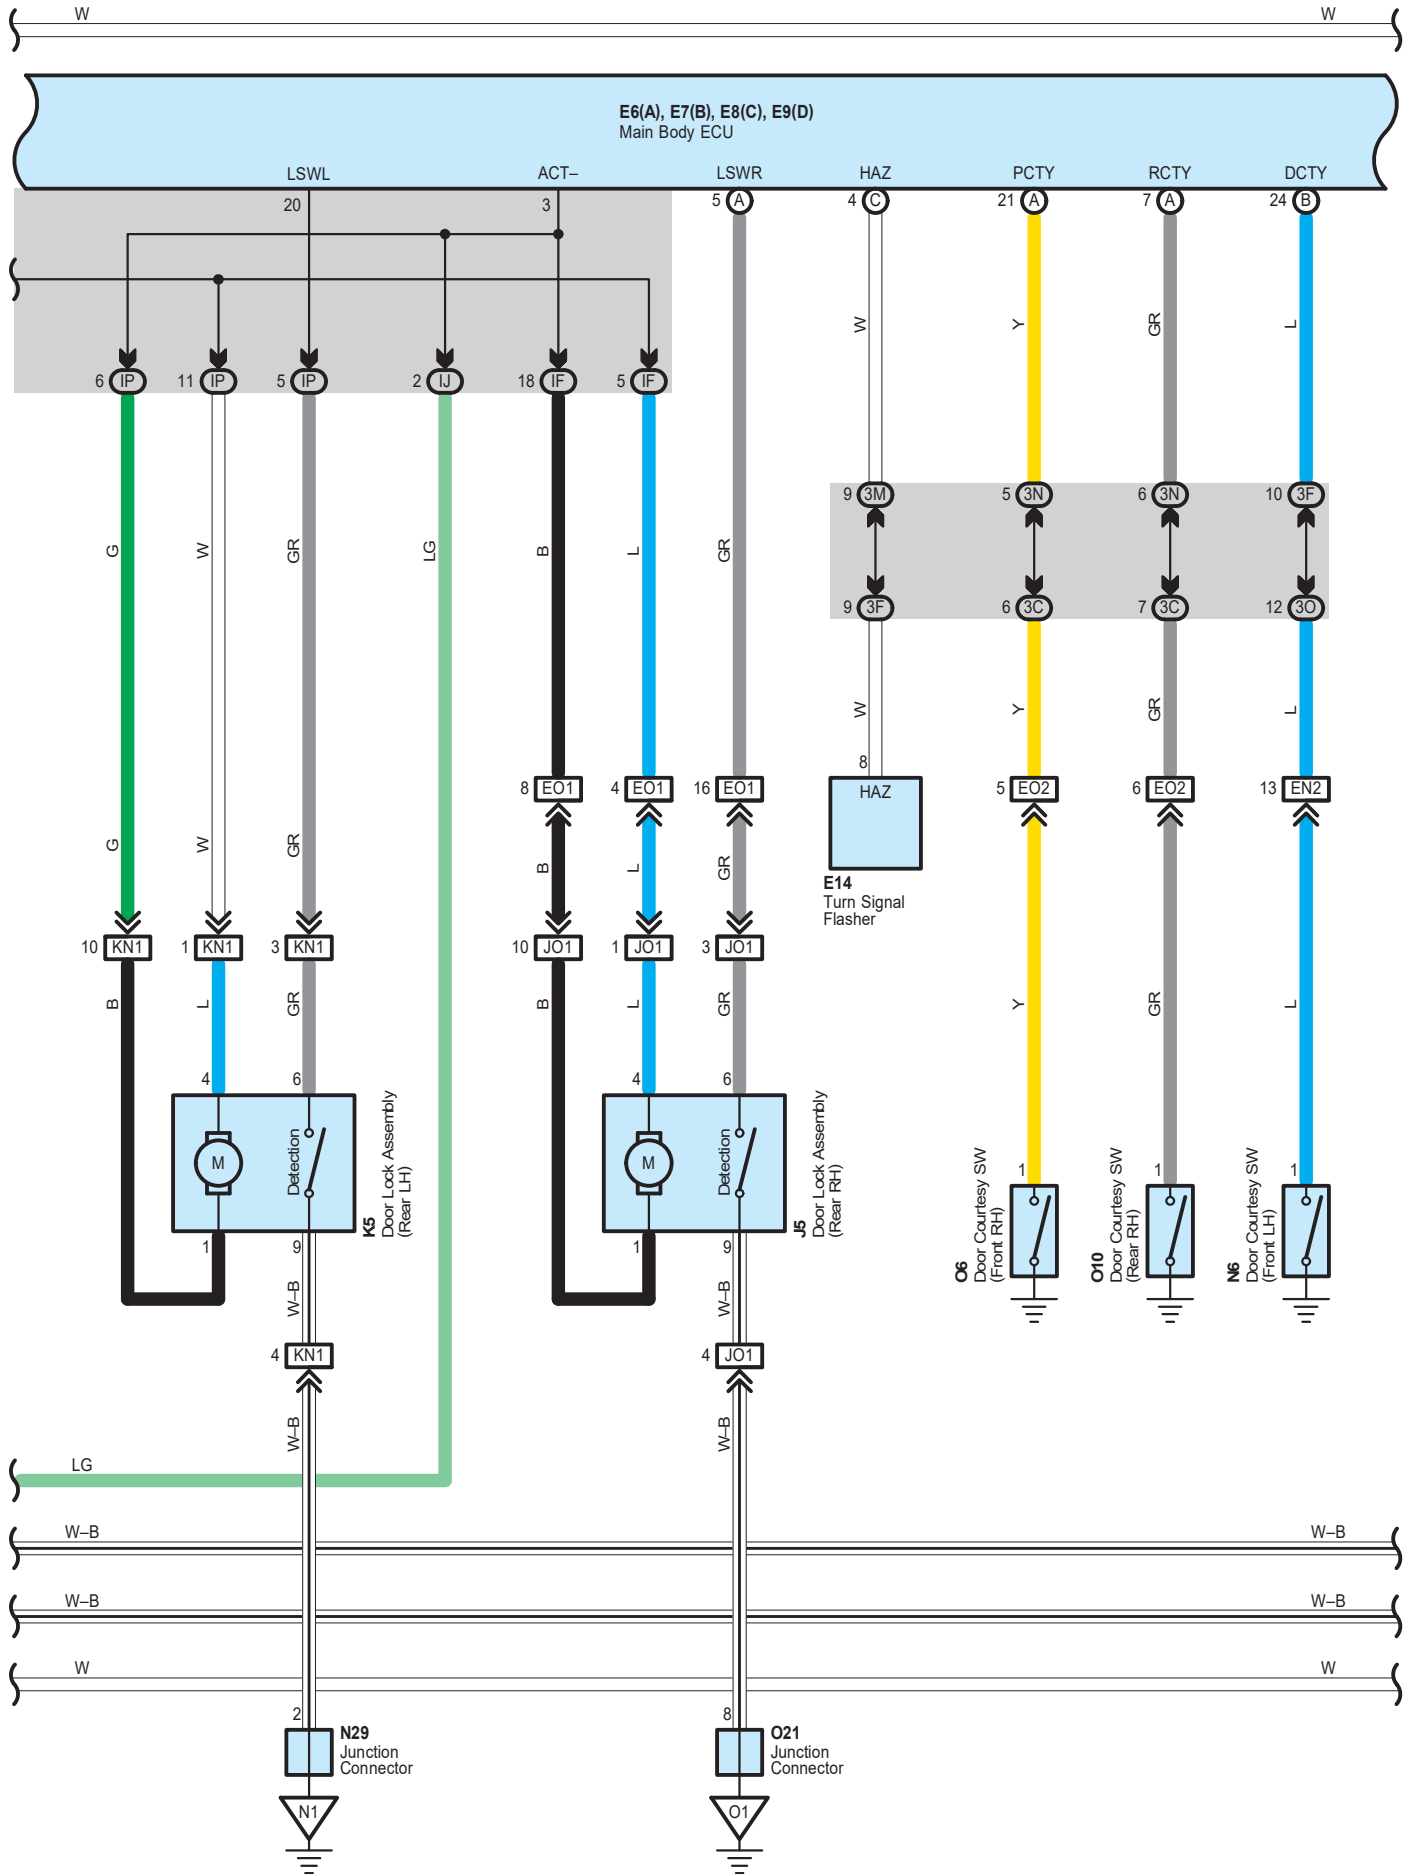 W W
E6(A), E7(B), E8(C), E9(D)
Main Body ECU
LSWL ACT– LSWR HAZ PCTY RCTY DCTY
20 3 5 A 4 C 21 A 7 A 24 B
W Y GR L
6 IP 11 IP 5 IP 2 IJ 18 IF 5 IF
9 3M 5 3N 6 3N 10 3F
G W GR LG B L GR
9 3F 6 3C 7 3C 12 3O
W Y GR L
8
8 EO1 4 EO1 16 EO1 HAZ 5 EO2 6 EO2 13 EN2
G W GR B L GR
E14
Turn Signal
Flasher
10 KN1 1 KN1 3 KN1 10 JO1 1 JO1 3 JO1
B L GR B L GR Y GR L
4 6 4 6
M Detection M Detection
K5
Door Lock Assembly
(Rear LH)
J5
Door Lock Assembly
(Rear RH)
1 1 1
O6
Door Courtesy SW
(Front RH)
O10
Door Courtesy SW
(Rear RH)
N6
Door Courtesy SW
(Front LH)
1 9 1 9
W–B W–B
4 KN1 4 JO1
W–B W–B
LG
W–B W–B
W–B W–B
W W
2 8
N29
Junction
Connector
O21
Junction
Connector
N1 O1